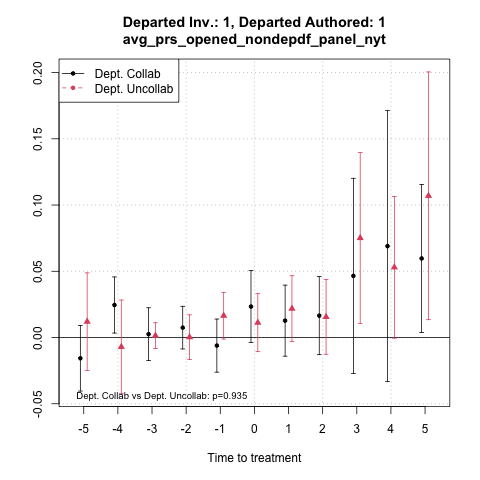 Departed Inv.: 1, Departed Authored: 1
avg_prs_opened_nondepdf_panel_nyt
Dept. Collab
Dept. Uncollab
0.20
0.15
0.10
0.05
0.00
-0.05
Dept. Collab vs Dept. Uncollab: p=0.935
-5 -4 -3 -2 -1 0 1 2 3 4 5
Time to treatment